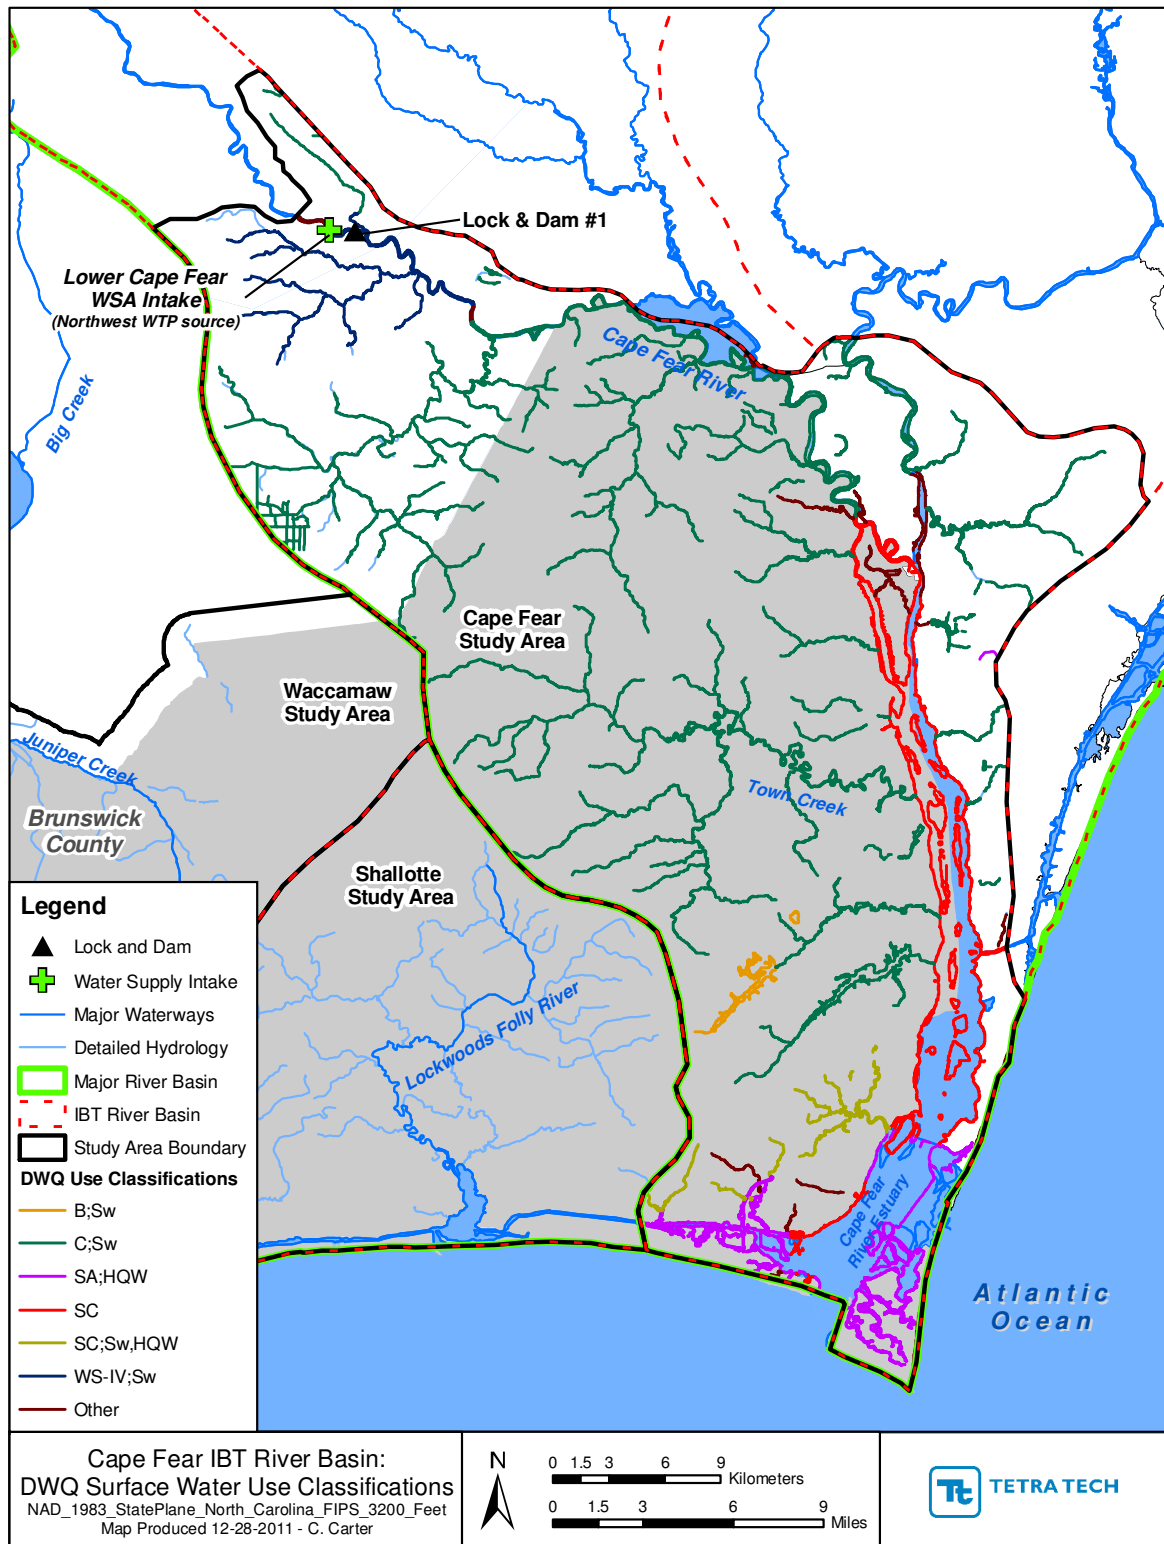 Lock & Dam #1
Lower Cape Fear
WSA Intake
(Northwest WTP source)
Cape Fear River
Big Creek
Cape Fear
Study Area
Waccamaw
Study Area
Juniper Creek
Town Creek
Brunswick
County
Shallotte
Study Area
Lockwoods Folly River
Cape Fear
River Estuary
Atlantic
Ocean
Legend
Lock and Dam
Water Supply Intake
Major Waterways
Detailed Hydrology
Major River Basin
IBT River Basin
Study Area Boundary
DWQ Use Classifications
B;Sw
C;Sw
SA;HQW
SC
SC;Sw,HQW
WS-IV;Sw
Other
Cape Fear IBT River Basin:
DWQ Surface Water Use Classifications
NAD_1983_StatePlane_North_Carolina_FIPS_3200_Feet
Map Produced 12-28-2011 - C. Carter
N
0 1.5 3 6 9
Kilometers
0 1.5 3 6 9
Miles
Tt TETRA TECH